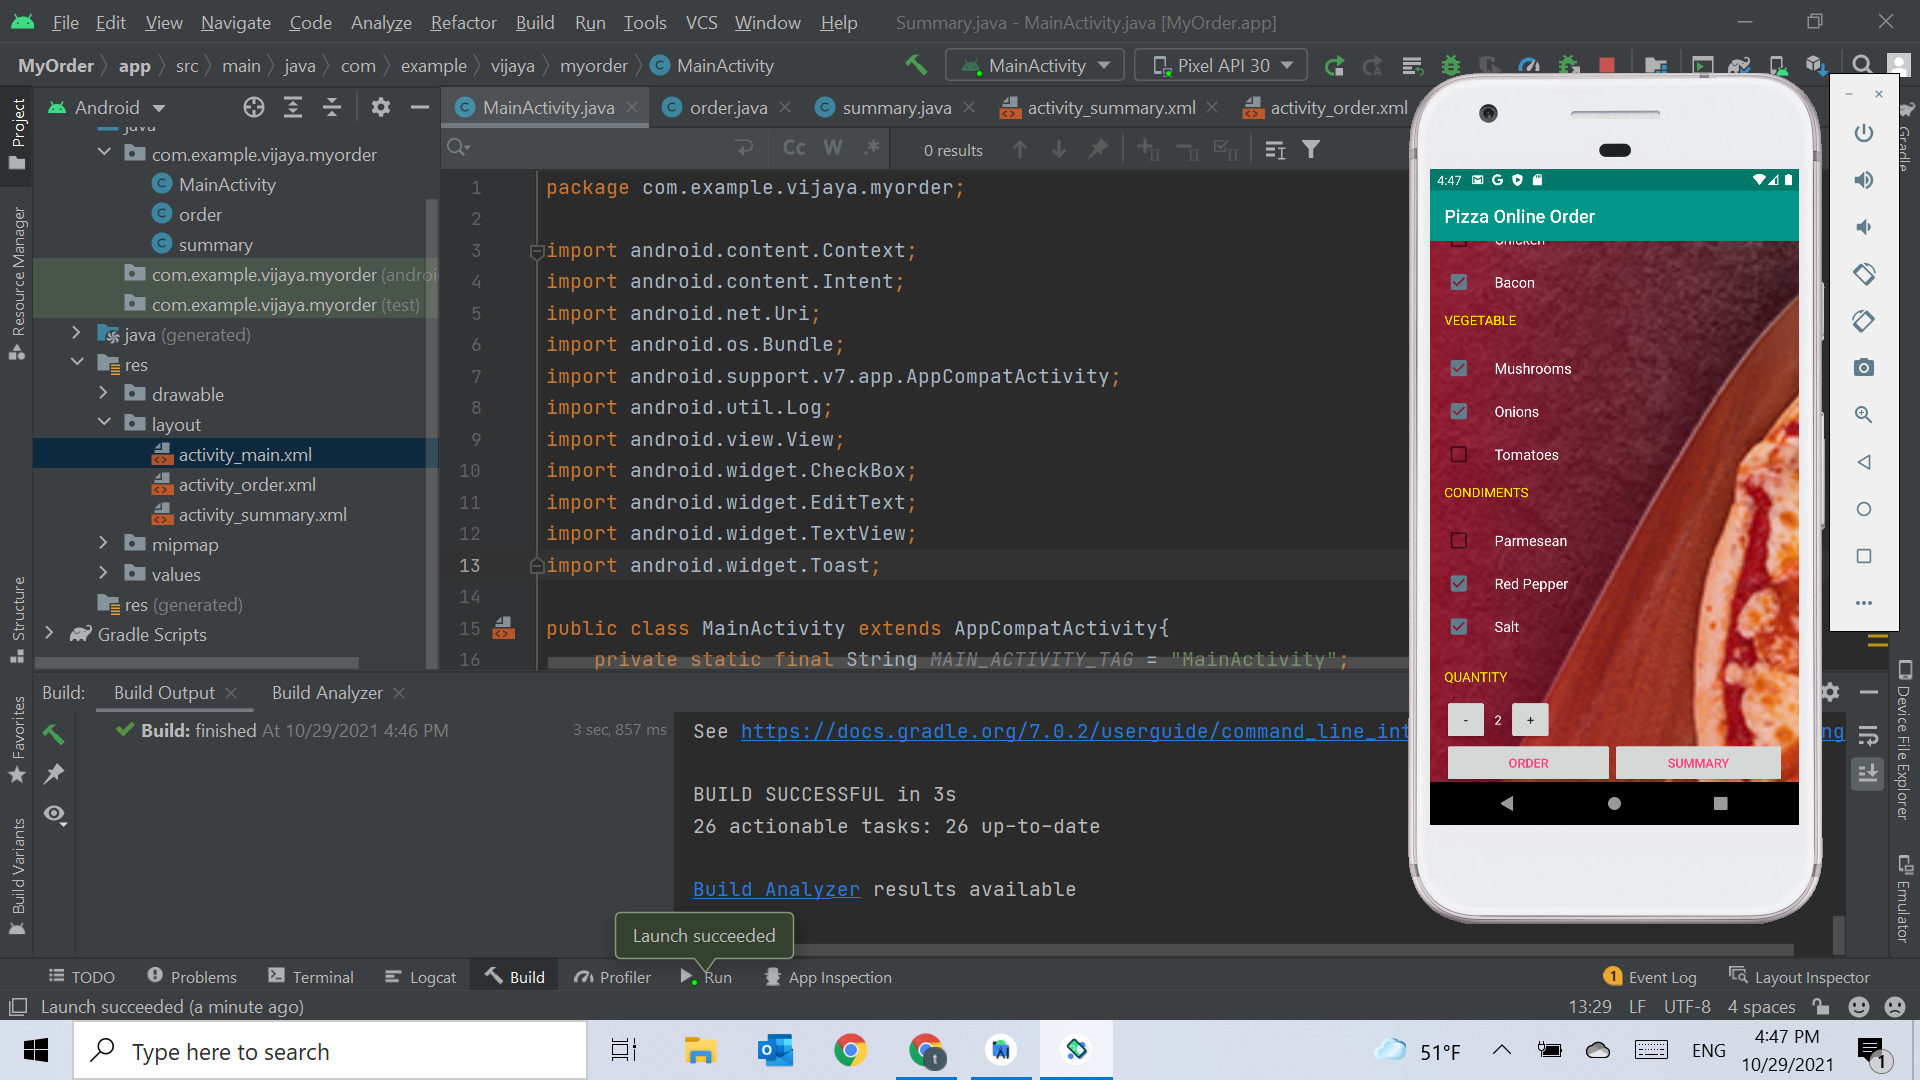 File Edit View Navigate Code Analyze Refactor Build Run Tools VCS Window Help Summary.java - MainActivity.java [MyOrder.app]
MyOrder app src main java com example vijaya myorder MainActivity MainActivity Pixel API 30
Project
Resource Manager
Structure
Favorites
Build Variants
Android
java
com.example.vijaya.myorder
MainActivity
order
summary
com.example.vijaya.myorder (androi
com.example.vijaya.myorder (test)
java (generated)
res
drawable
layout
activity_main.xml
activity_order.xml
activity_summary.xml
mipmap
values
res (generated)
Gradle Scripts
MainActivity.java order.java summary.java activity_summary.xml activity_order.xml
Cc W .* 0 results
1 package com.example.vijaya.myorder;
2
3 import android.content.Context;
4 import android.content.Intent;
5 import android.net.Uri;
6 import android.os.Bundle;
7 import android.support.v7.app.AppCompatActivity;
8 import android.util.Log;
9 import android.view.View;
10 import android.widget.CheckBox;
11 import android.widget.EditText;
12 import android.widget.TextView;
13 import android.widget.Toast;
14
15 public class MainActivity extends AppCompatActivity{
16 private static final String MAIN_ACTIVITY_TAG = "MainActivity";
4:47
Pizza Online Order
Chicken
Bacon
VEGETABLE
Mushrooms
Onions
Tomatoes
CONDIMENTS
Parmesean
Red Pepper
Salt
QUANTITY
- 2 +
ORDER SUMMARY
Gradle
Device File Explorer
Emulator
Build: Build Output Build Analyzer
Build: finished At 10/29/2021 4:46 PM 3 sec, 857 ms
See https://docs.gradle.org/7.0.2/userguide/command_line_int ng
BUILD SUCCESSFUL in 3s
26 actionable tasks: 26 up-to-date
Build Analyzer results available
Launch succeeded
TODO Problems Terminal Logcat Build Profiler Run App Inspection 1 Event Log Layout Inspector
Launch succeeded (a minute ago) 13:29 LF UTF-8 4 spaces
Type here to search
t
51°F ENG
4:47 PM
10/29/2021
1